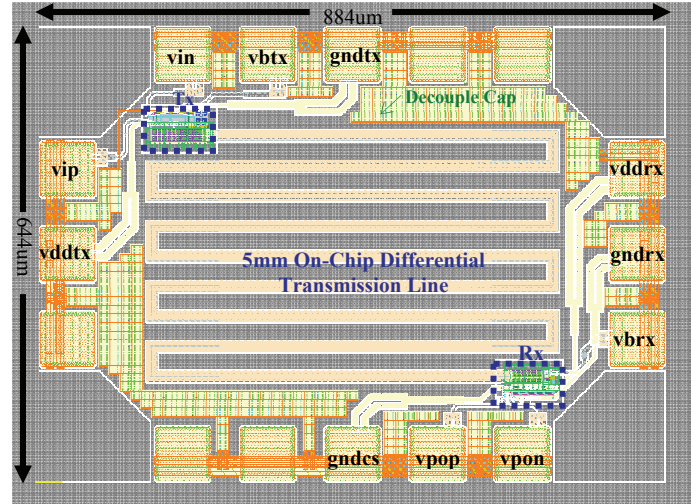 884um
vin
vbtx
gndtx
Tx
Decouple Cap
vip
vddrx
644um
vddtx
5mm On-Chip Differential
Transmission Line
gndrx
vbrx
Rx
gndcs
vpop
vpon